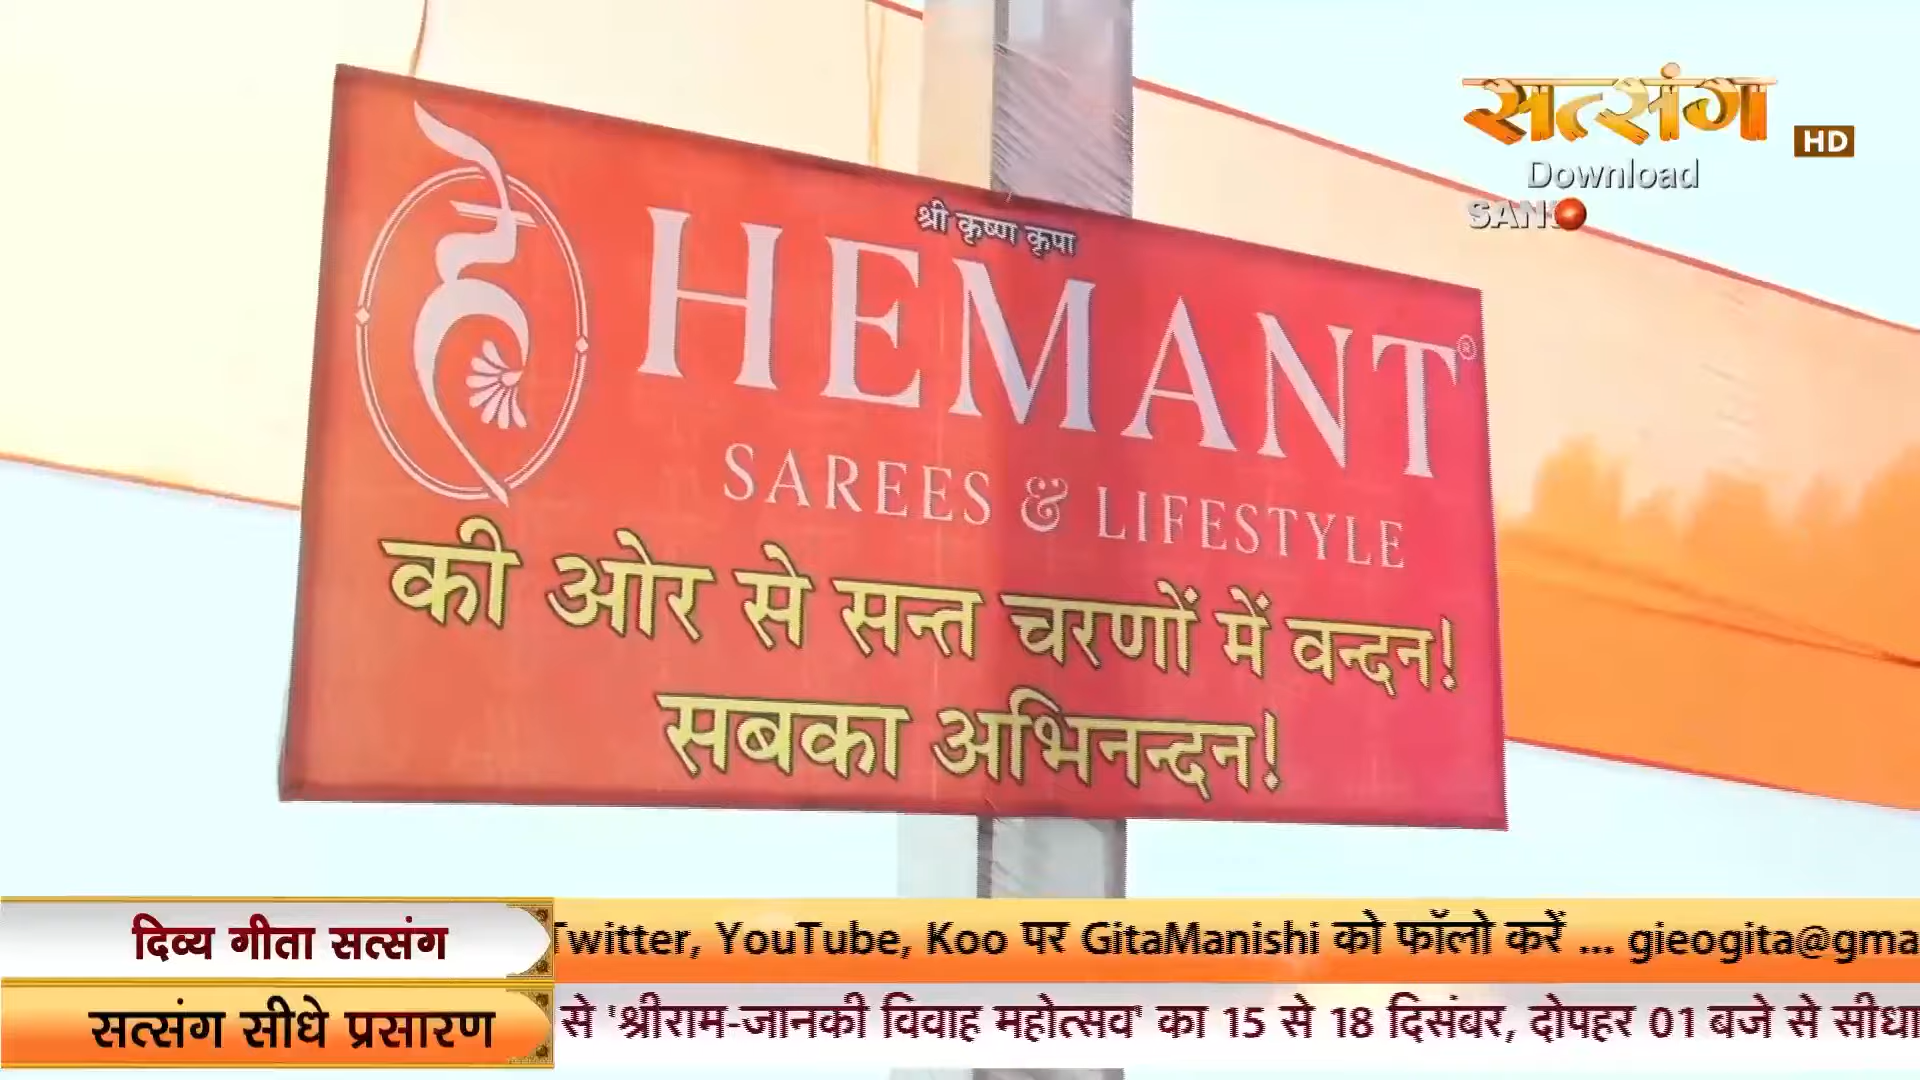 सत्संग
HD
Download
श्री कृष्ण कृपा
हे HEMANT®
SAREES & LIFESTYLE
की ओर से सन्त चरणों में वन्दन!
सबका अभिनन्दन!
दिव्य गीता सत्संग
Twitter, YouTube, Koo पर GitaManishi को फॉलो करें ... gieogita@gma
सत्संग सीधे प्रसारण
से 'श्रीराम-जानकी विवाह महोत्सव' का 15 से 18 दिसंबर, दोपहर 01 बजे से सीधा